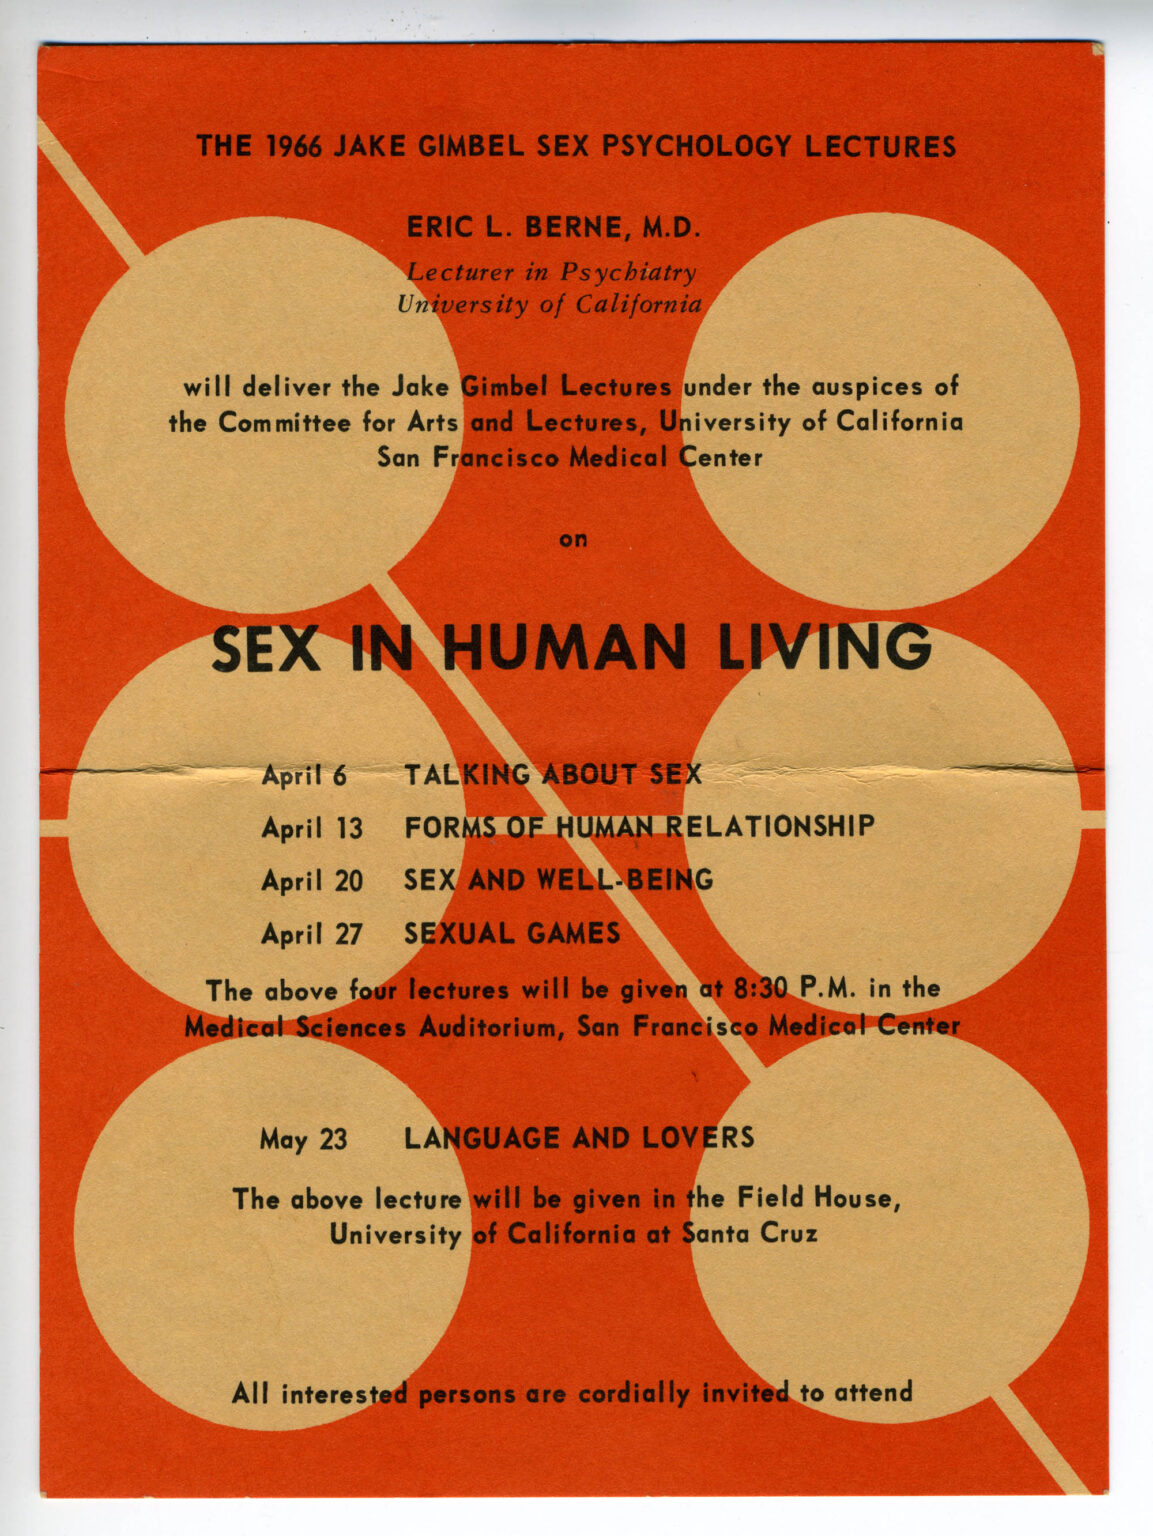 THE 1966 JAKE GIMBEL SEX PSYCHOLOGY LECTURES
ERIC L. BERNE, M.D.
Lecturer in Psychiatry
University of California
will deliver the Jake Gimbel Lectures under the auspices of
the Committee for Arts and Lectures, University of California
San Francisco Medical Center
on
SEX IN HUMAN LIVING
April 6 TALKING ABOUT SEX
April 13 FORMS OF HUMAN RELATIONSHIP
April 20 SEX AND WELL-BEING
April 27 SEXUAL GAMES
The above four lectures will be given at 8:30 P.M. in the
Medical Sciences Auditorium, San Francisco Medical Center
May 23 LANGUAGE AND LOVERS
The above lecture will be given in the Field House,
University of California at Santa Cruz
All interested persons are cordially invited to attend